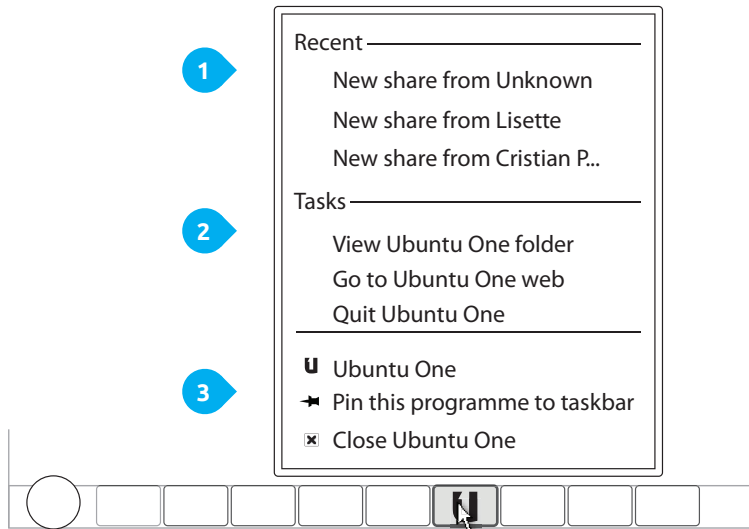 Recent
1
New share from Unknown
New share from Lisette
New share from Cristian P...
Tasks
2
View Ubuntu One folder
Go to Ubuntu One web
Quit Ubuntu One
Ubuntu One
3
Pin this programme to taskbar
Close Ubuntu One